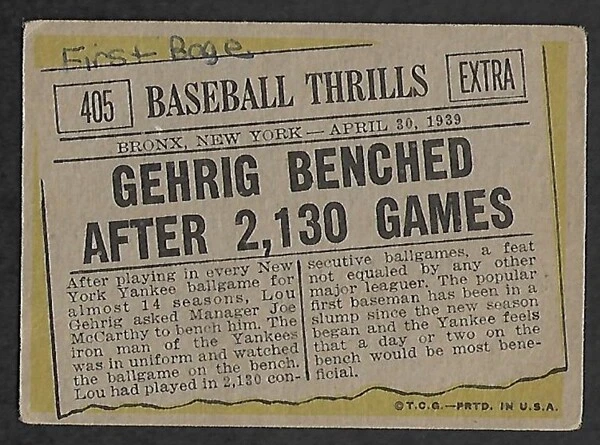 First Bage
405 BASEBALL THRILLS EXTRA
BRONX, NEW YORK — APRIL 30, 1939
GEHRIG BENCHED
AFTER 2,130 GAMES
After playing in every New
York Yankee ballgame for
almost 14 seasons, Lou
Gehrig asked Manager Joe
McCarthy to bench him. The
iron man of the Yankees
was in uniform and watched
the ballgame on the bench.
Lou had played in 2,130 con-
secutive ballgames, a feat
not equaled by any other
major leaguer. The popular
first baseman has been in a
slump since the new season
began and the Yankee feels
that a day or two on the
bench would be most bene-
ficial.
©T.C.G.—PRTD. IN U.S.A.